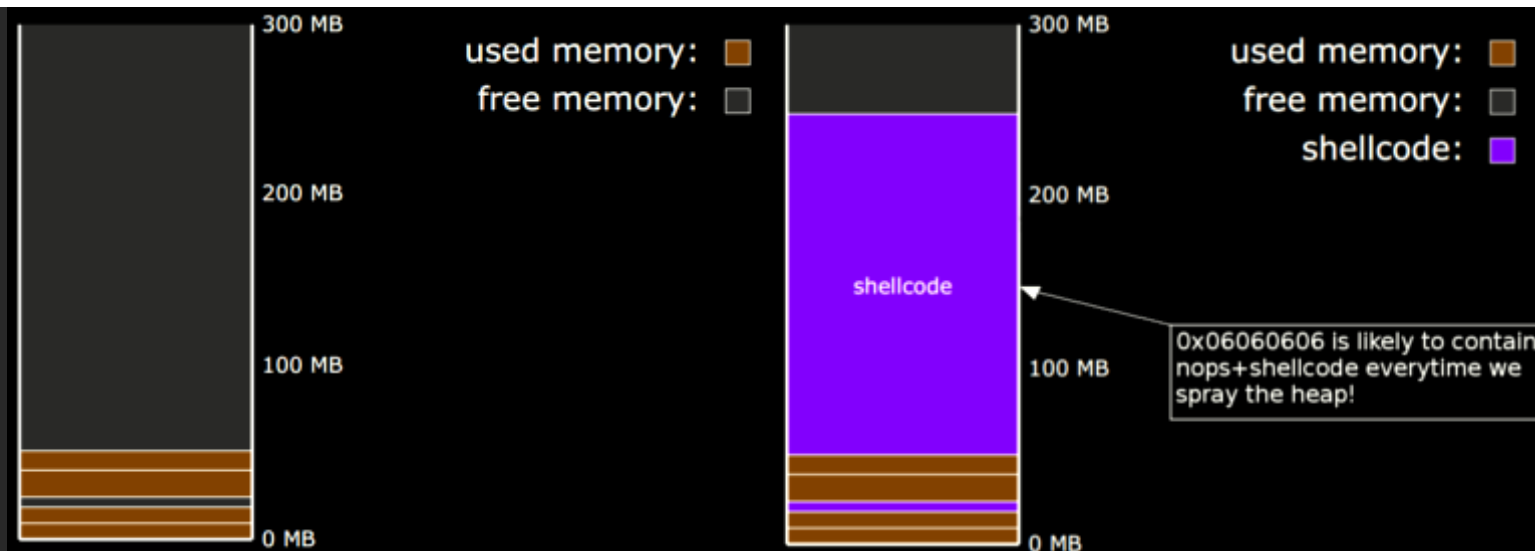 300 MB
used memory:
free memory:
200 MB
100 MB
0 MB
300 MB
used memory:
free memory:
shellcode:
200 MB
shellcode
0x06060606 is likely to contain
nops+shellcode everytime we
spray the heap!
100 MB
0 MB